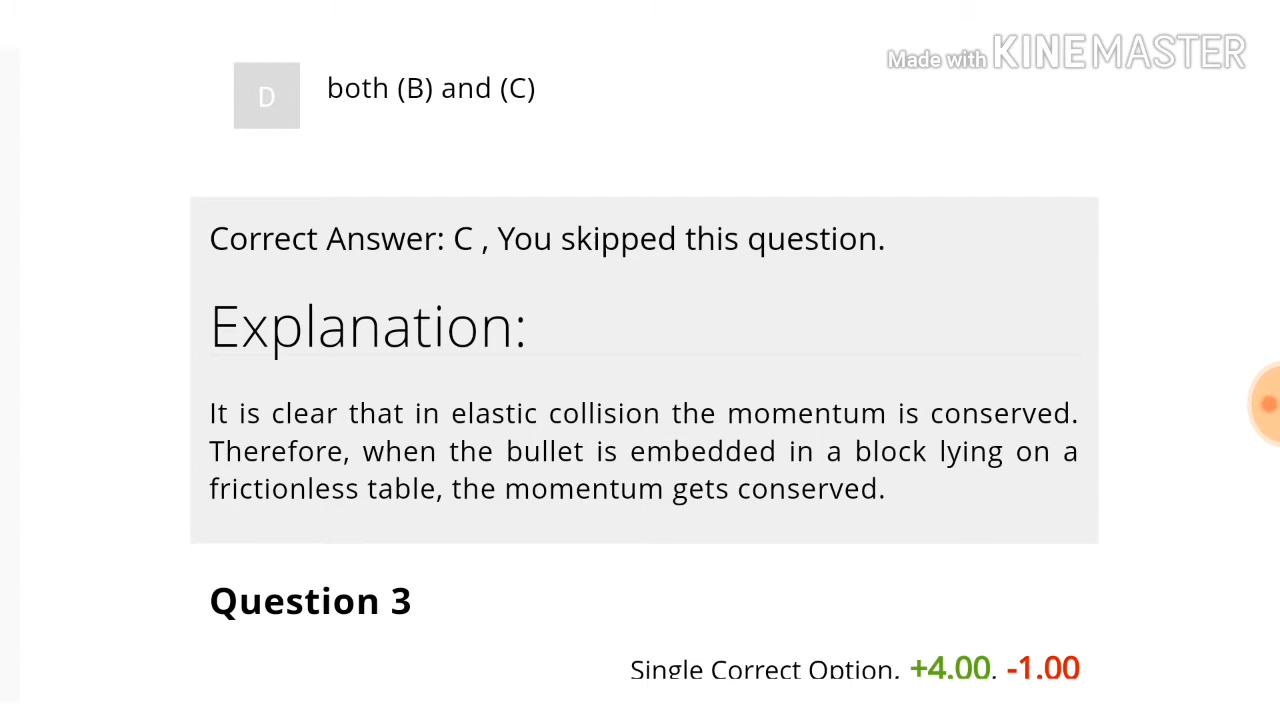 Made with KINEMASTER
D both (B) and (C)
Correct Answer: C , You skipped this question.
Explanation:
It is clear that in elastic collision the momentum is conserved.
Therefore, when the bullet is embedded in a block lying on a
frictionless table, the momentum gets conserved.
Question 3
Single Correct Option, +4.00, -1.00